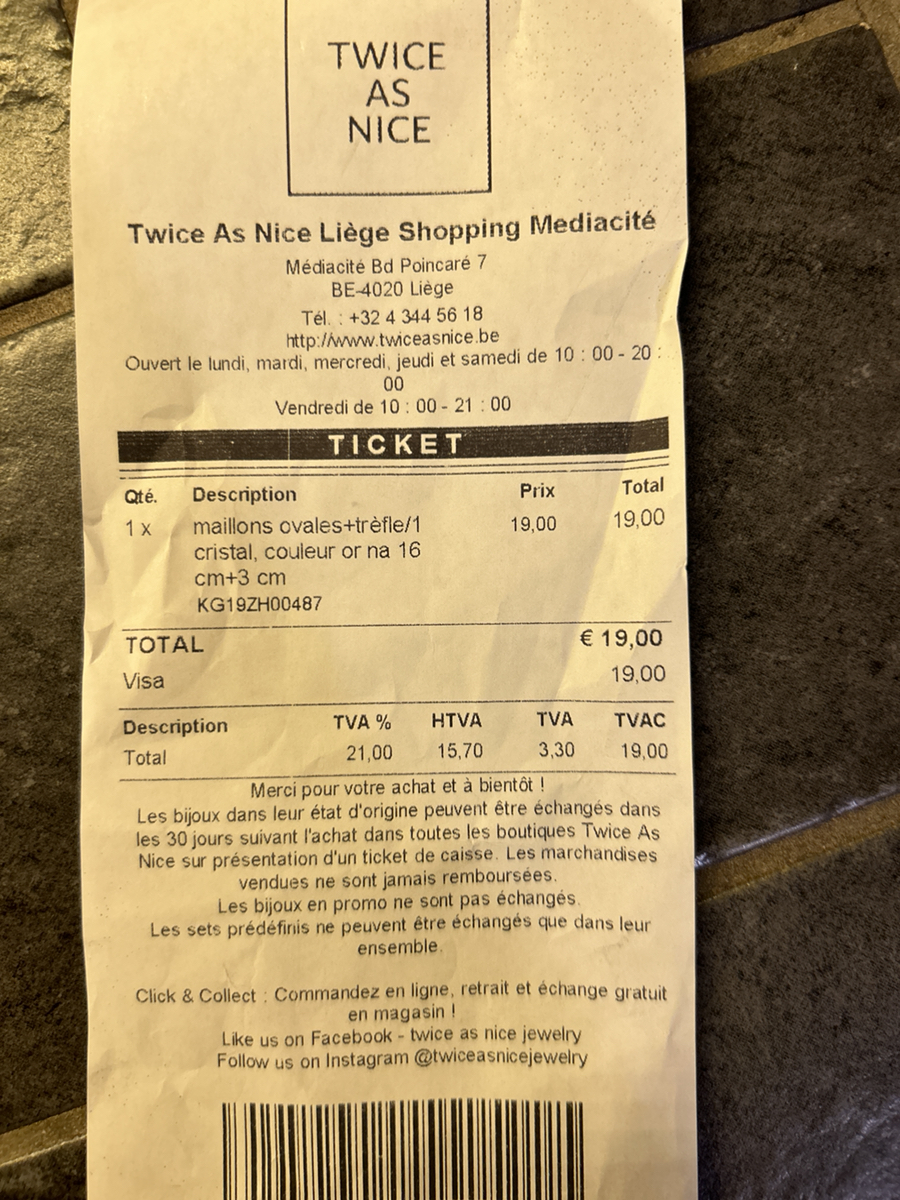 TWICE
AS
NICE
Twice As Nice Liège Shopping Mediacité
Médiacité Bd Poincaré 7
BE-4020 Liège
Tél. : +32 4 344 56 18
http://www.twiceasnice.be
Ouvert le lundi, mardi, mercredi, jeudi et samedi de 10 : 00 - 20 :
00
Vendredi de 10 : 00 - 21 : 00
TICKET
Qté. Description Prix Total
1 x maillons ovales+trèfle/1 19,00 19,00
cristal, couleur or na 16
cm+3 cm
KG19ZH00487
TOTAL € 19,00
Visa 19,00
Description TVA % HTVA TVA TVAC
Total 21,00 15,70 3,30 19,00
Merci pour votre achat et à bientôt !
Les bijoux dans leur état d'origine peuvent être échangés dans
les 30 jours suivant l'achat dans toutes les boutiques Twice As
Nice sur présentation d'un ticket de caisse. Les marchandises
vendues ne sont jamais remboursées.
Les bijoux en promo ne sont pas échangés.
Les sets prédéfinis ne peuvent être échangés que dans leur
ensemble.
Click & Collect : Commandez en ligne, retrait et échange gratuit
en magasin !
Like us on Facebook - twice as nice jewelry
Follow us on Instagram @twiceasnicejewelry